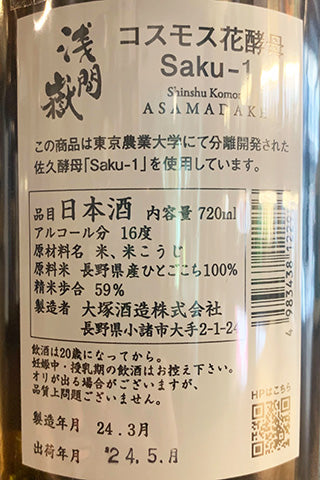 浅間嶽
コスモス花酵母
Saku-1
Shinshu Komoro
ASAMADAKE
この商品は東京農業大学にて分離開発された
佐久酵母「Saku-1」を使用しています。
品目 日本酒 内容量 720ml
アルコール分 16度
原材料名 米、米こうじ
原料米 長野県産ひとごこち100%
精米歩合 59%
製造者 大塚酒造株式会社
長野県小諸市大手2-1-24
飲酒は20歳になってから。
妊娠中・授乳期の飲酒はお控え下さい。
オリが出る場合がございますが、
品質上問題ございません。
製造年月 24.3月
出荷年月 '24.5.月
HPはこちら